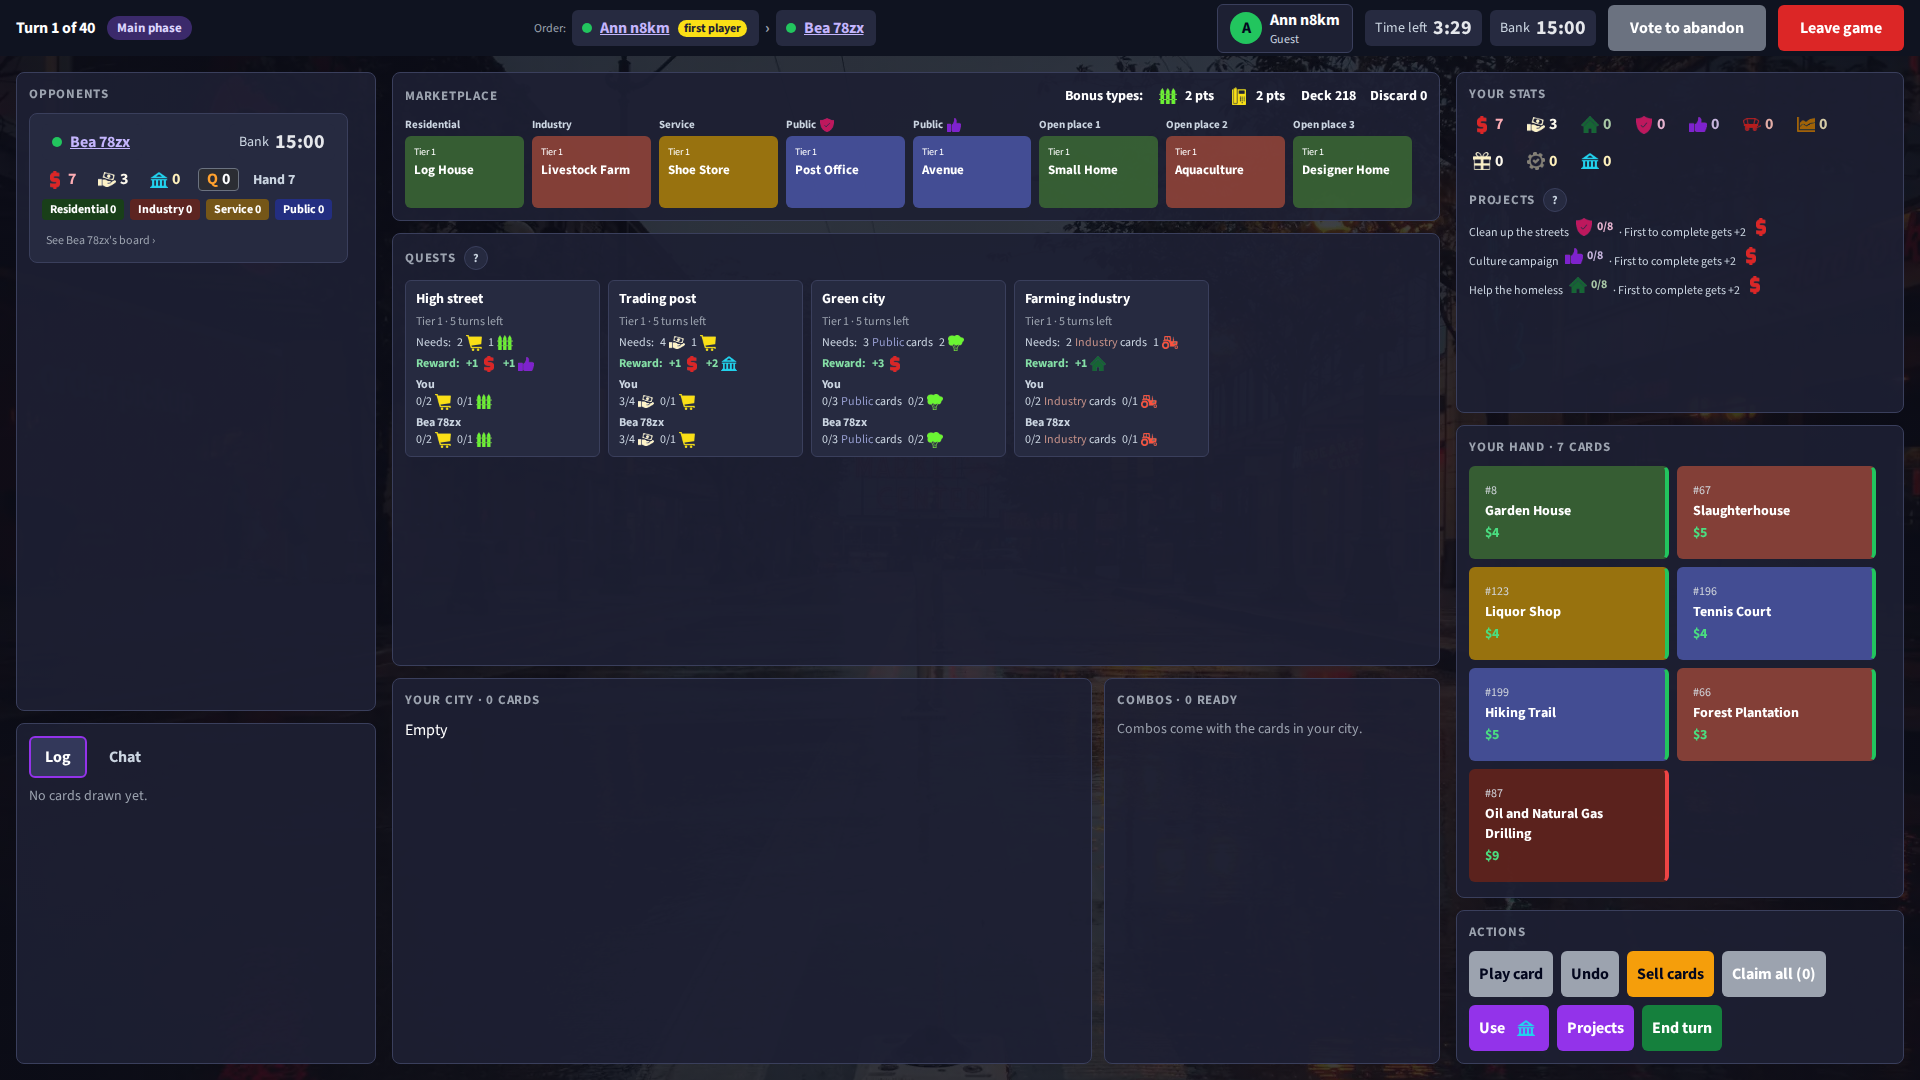 Turn 1 of 40
Main phase
Order:
Ann n8km
first player
›
Bea 78zx
A
Ann n8km
Guest
Time left 3:29
Bank 15:00
Vote to abandon
Leave game
OPPONENTS
Bea 78zx
Bank 15:00
7
3
0
Q 0
Hand 7
Residential 0
Industry 0
Service 0
Public 0
See Bea 78zx's board ›
Log
Chat
No cards drawn yet.
MARKETPLACE
Bonus types:
2 pts
2 pts
Deck 218
Discard 0
Residential
Tier 1
Log House
Industry
Tier 1
Livestock Farm
Service
Tier 1
Shoe Store
Public
Tier 1
Post Office
Public
Tier 1
Avenue
Open place 1
Tier 1
Small Home
Open place 2
Tier 1
Aquaculture
Open place 3
Tier 1
Designer Home
QUESTS
?
High street
Tier 1 · 5 turns left
Needs: 2 1
Reward: +1 +1
You
0/2 0/1
Bea 78zx
0/2 0/1
Trading post
Tier 1 · 5 turns left
Needs: 4 1
Reward: +1 +2
You
3/4 0/1
Bea 78zx
3/4 0/1
Green city
Tier 1 · 5 turns left
Needs: 3 Public cards 2
Reward: +3
You
0/3 Public cards 0/2
Bea 78zx
0/3 Public cards 0/2
Farming industry
Tier 1 · 5 turns left
Needs: 2 Industry cards 1
Reward: +1
You
0/2 Industry cards 0/1
Bea 78zx
0/2 Industry cards 0/1
YOUR CITY · 0 CARDS
Empty
COMBOS · 0 READY
Combos come with the cards in your city.
YOUR STATS
7
3
0
0
0
0
0
0
0
0
PROJECTS
?
Clean up the streets 0/8 · First to complete gets +2
Culture campaign 0/8 · First to complete gets +2
Help the homeless 0/8 · First to complete gets +2
YOUR HAND · 7 CARDS
#8
Garden House
$4
#67
Slaughterhouse
$5
#123
Liquor Shop
$4
#196
Tennis Court
$4
#199
Hiking Trail
$5
#66
Forest Plantation
$3
#87
Oil and Natural Gas
Drilling
$9
ACTIONS
Play card
Undo
Sell cards
Claim all (0)
Use
Projects
End turn